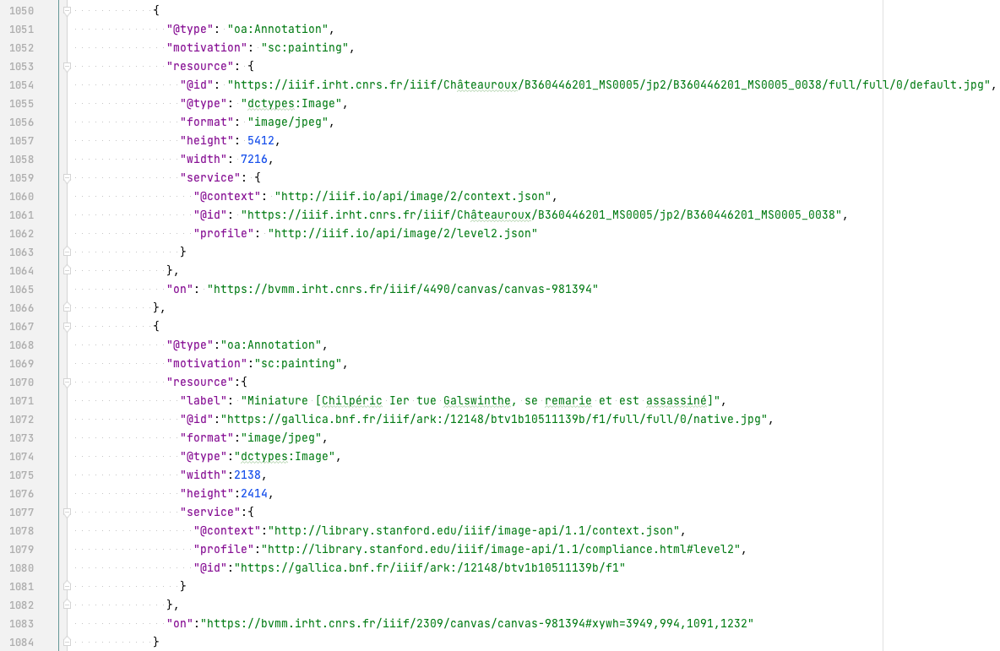 1050 {
1051 "@type": "oa:Annotation",
1052 "motivation": "sc:painting",
1053 "resource": {
1054 "@id": "https://iiif.irht.cnrs.fr/iiif/Châteauroux/B360446201_MS0005/jp2/B360446201_MS0005_0038/full/full/0/default.jpg",
1055 "@type": "dctypes:Image",
1056 "format": "image/jpeg",
1057 "height": 5412,
1058 "width": 7216,
1059 "service": {
1060 "@context": "http://iiif.io/api/image/2/context.json",
1061 "@id": "https://iiif.irht.cnrs.fr/iiif/Châteauroux/B360446201_MS0005/jp2/B360446201_MS0005_0038",
1062 "profile": "http://iiif.io/api/image/2/level2.json"
1063 }
1064 },
1065 "on": "https://bvmm.irht.cnrs.fr/iiif/4490/canvas/canvas-981394"
1066 },
1067 {
1068 "@type":"oa:Annotation",
1069 "motivation":"sc:painting",
1070 "resource":{
1071 "label": "Miniature [Chilpéric Ier tue Galswinthe, se remarie et est assassiné]",
1072 "@id":"https://gallica.bnf.fr/iiif/ark:/12148/btv1b10511139b/f1/full/full/0/native.jpg",
1073 "format":"image/jpeg",
1074 "@type":"dctypes:Image",
1075 "width":2138,
1076 "height":2414,
1077 "service":{
1078 "@context":"http://library.stanford.edu/iiif/image-api/1.1/context.json",
1079 "profile":"http://library.stanford.edu/iiif/image-api/1.1/compliance.html#level2",
1080 "@id":"https://gallica.bnf.fr/iiif/ark:/12148/btv1b10511139b/f1"
1081 }
1082 },
1083 "on":"https://bvmm.irht.cnrs.fr/iiif/2309/canvas/canvas-981394#xywh=3949,994,1091,1232"
1084 }